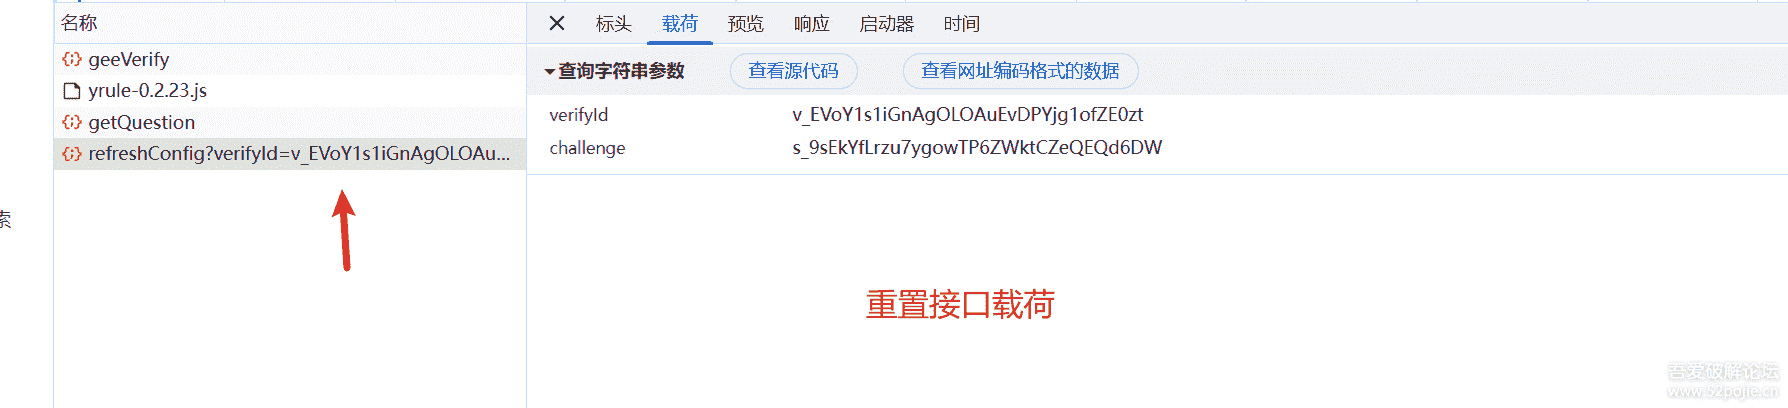 名称
geeVerify
yrule-0.2.23.js
getQuestion
refreshConfig?verifyId=v_EVoY1s1iGnAgOLOAu...
标头 载荷 预览 响应 启动器 时间
查询字符串参数 查看源代码 查看网址编码格式的数据
verifyId v_EVoY1s1iGnAgOLOAuEvDPYjg1ofZE0zt
challenge s_9sEkYfLrzu7ygowTP6ZWktCZeQEQd6DW
索
重置接口载荷
吾爱破解论坛
www.52pojie.cn